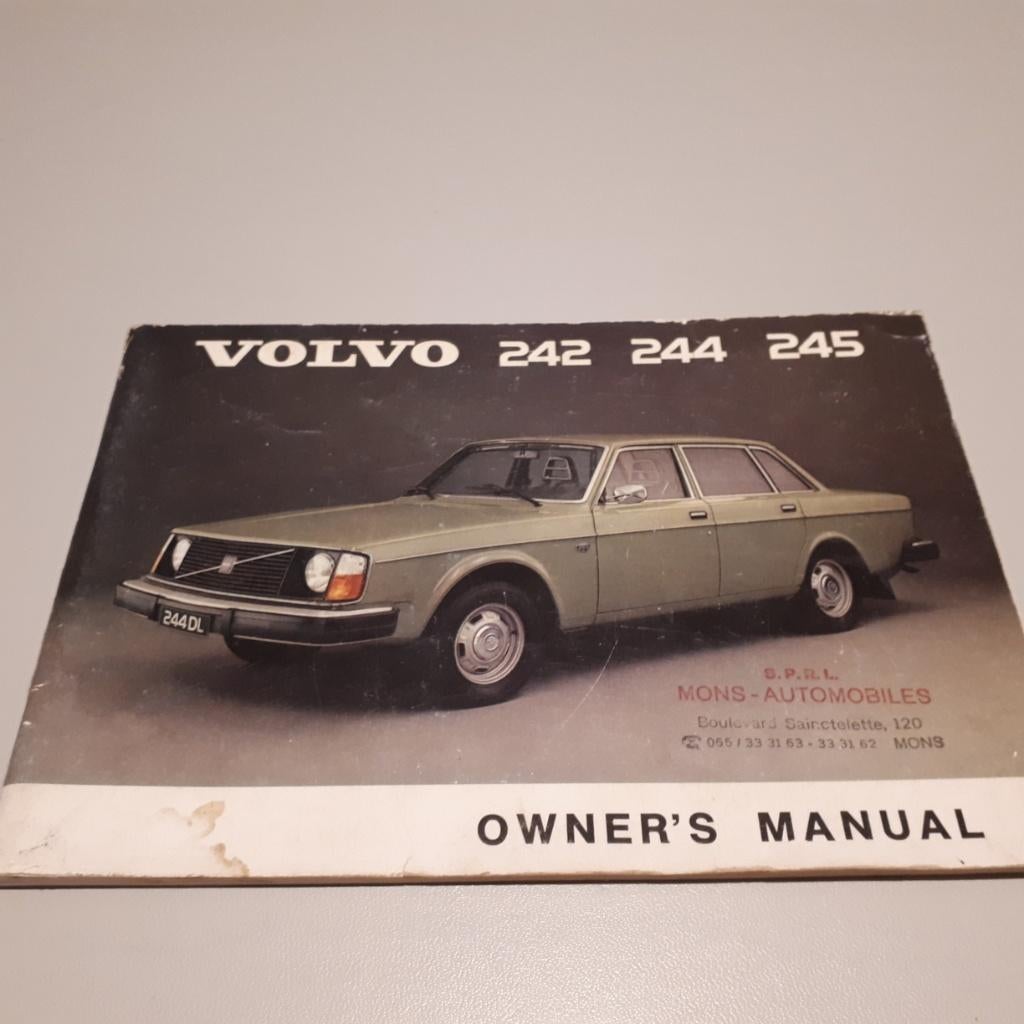 VOLVO 242 244 245
244DL
S.P.R.L.
MONS - AUTOMOBILES
Boulevard Sainctelette, 120
☎ 065 / 33 31 63 - 33 31 62 MONS
OWNER'S MANUAL